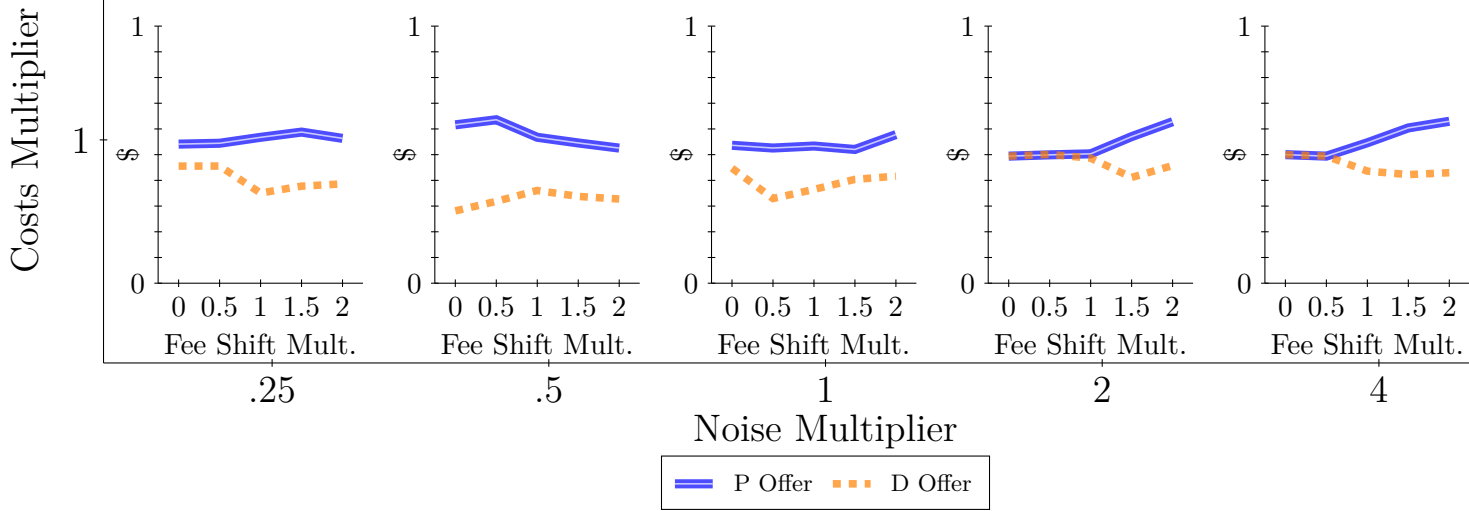 Costs Multiplier
1
1 1 1 1 1
$ $ $ $ $
0 0 0 0 0
0 0.5 1 1.5 2 0 0.5 1 1.5 2 0 0.5 1 1.5 2 0 0.5 1 1.5 2 0 0.5 1 1.5 2
Fee Shift Mult. Fee Shift Mult. Fee Shift Mult. Fee Shift Mult. Fee Shift Mult.
.25 .5 1 2 4
Noise Multiplier
P Offer D Offer